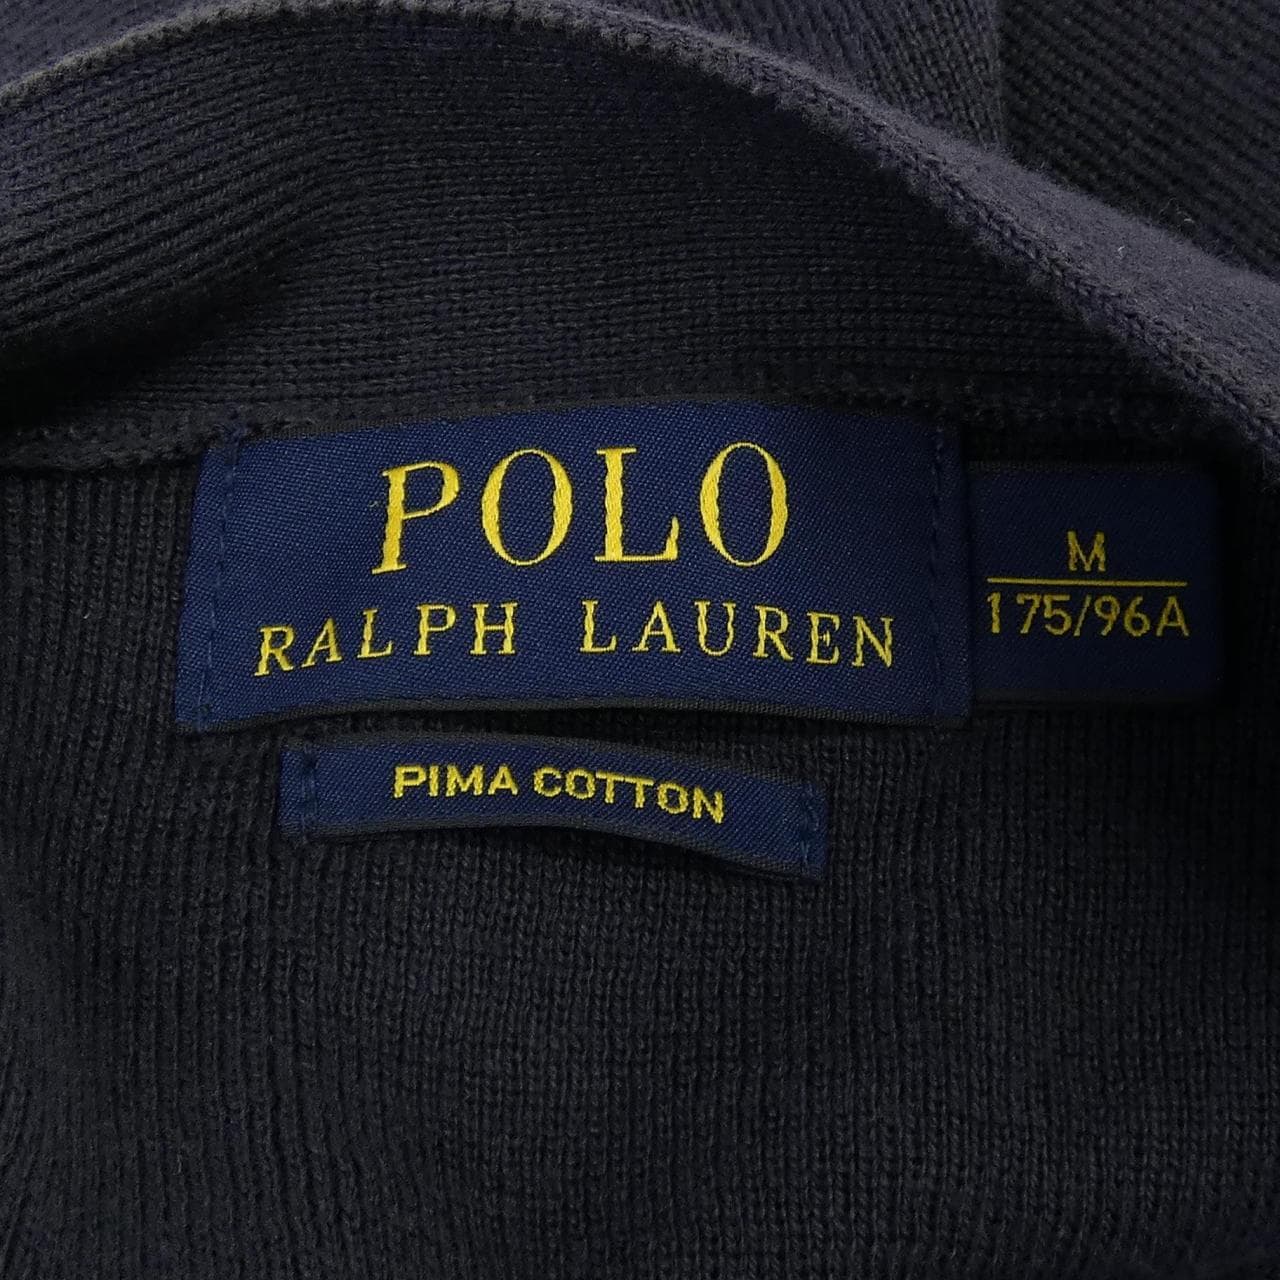 POLO
RALPH LAUREN
M
175/96A
PIMA COTTON